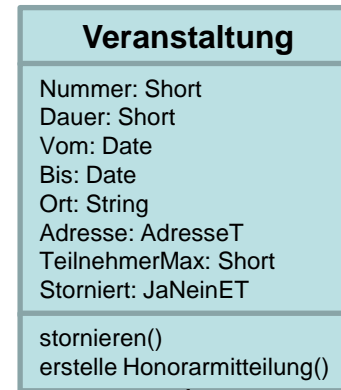 Veranstaltung
Nummer: Short
Dauer: Short
Vom: Date
Bis: Date
Ort: String
Adresse: AdresseT
TeilnehmerMax: Short
Storniert: JaNeinET
stornieren()
erstelle Honorarmitteilung()